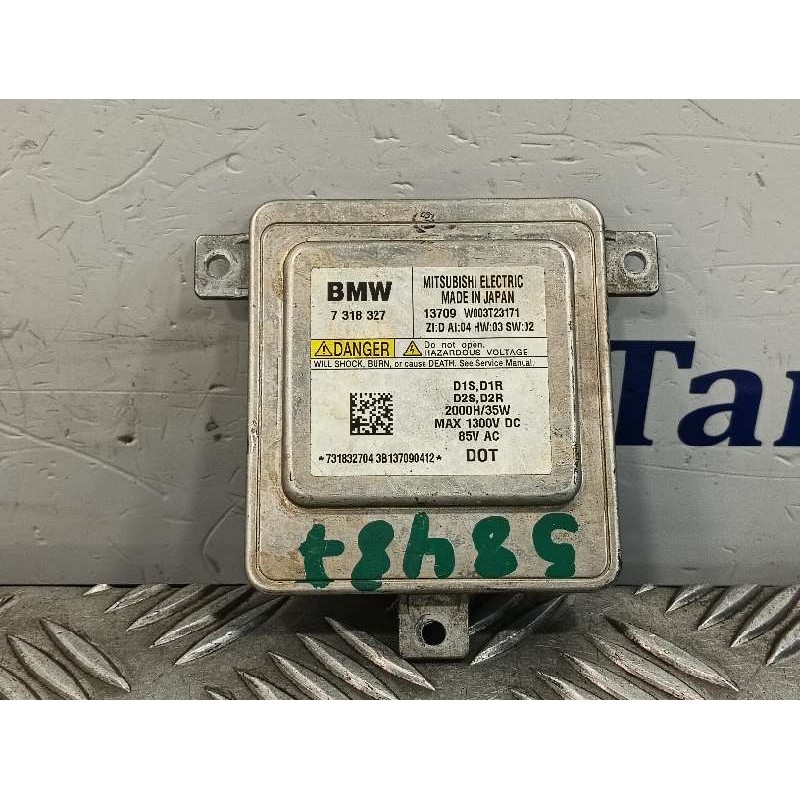 BMW
7 318 327
MITSUBISHI ELECTRIC
MADE IN JAPAN
13709 W003T23171
ZI:D AI:04 HW:03 SW:02
DANGER
Do not open.
HAZARDOUS VOLTAGE
WILL SHOCK, BURN, or cause DEATH. See Service Manual.
D1S,D1R
D2S,D2R
2000H/35W
MAX 1300V DC
85V AC
*731832704 3B137090412*
DOT
58487
Tar